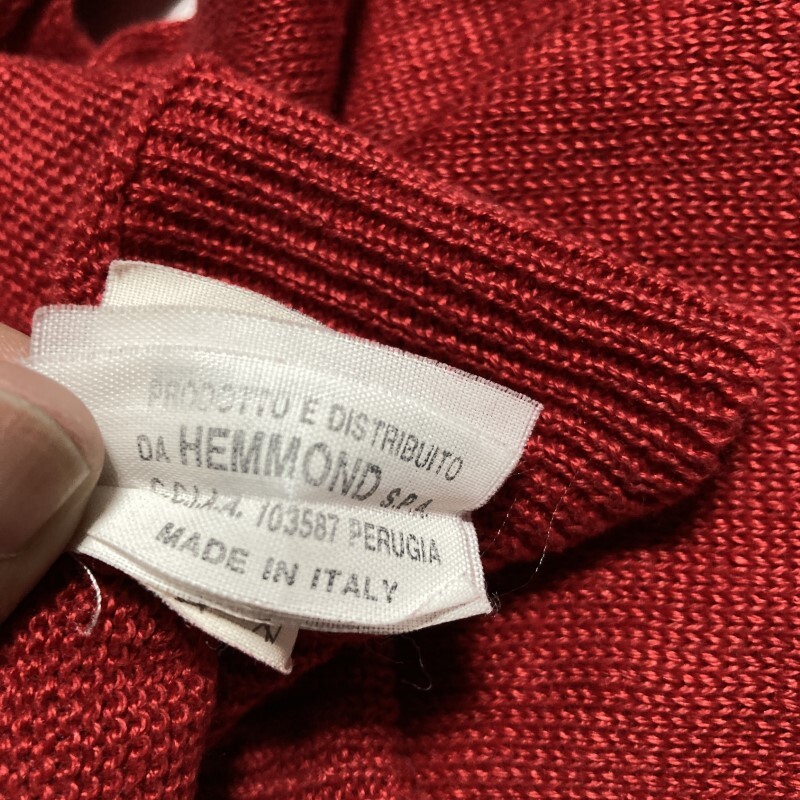 PRODOTTO E DISTRIBUITO
DA HEMMOND S.P.A.
C.D.I.A. 103587 PERUGIA
MADE IN ITALY